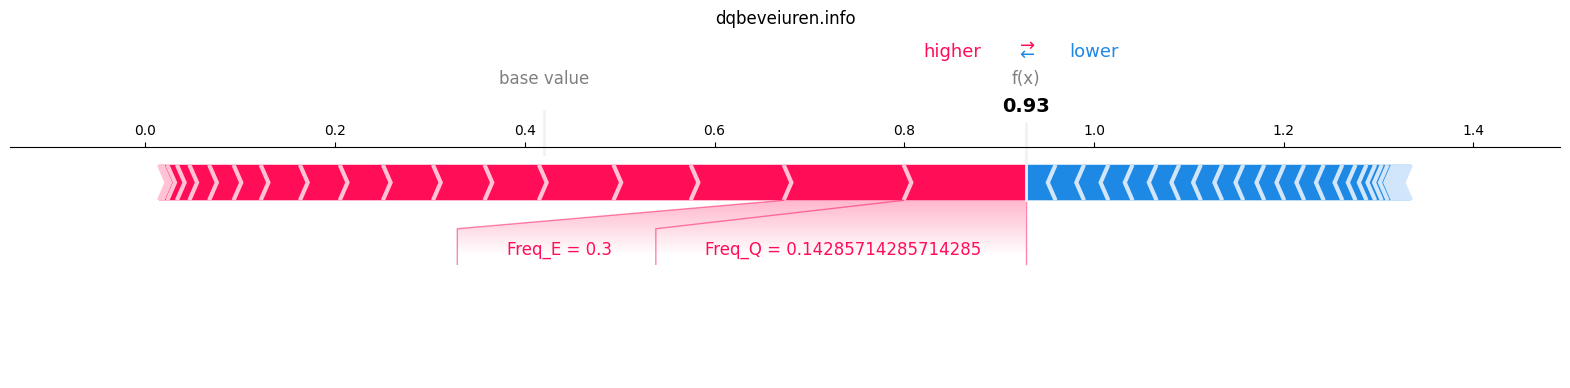 dqbeveiuren.info
higher → ← lower
base value f(x)
0.93
0.0 0.2 0.4 0.6 0.8 1.0 1.2 1.4
Freq_E = 0.3 Freq_Q = 0.14285714285714285